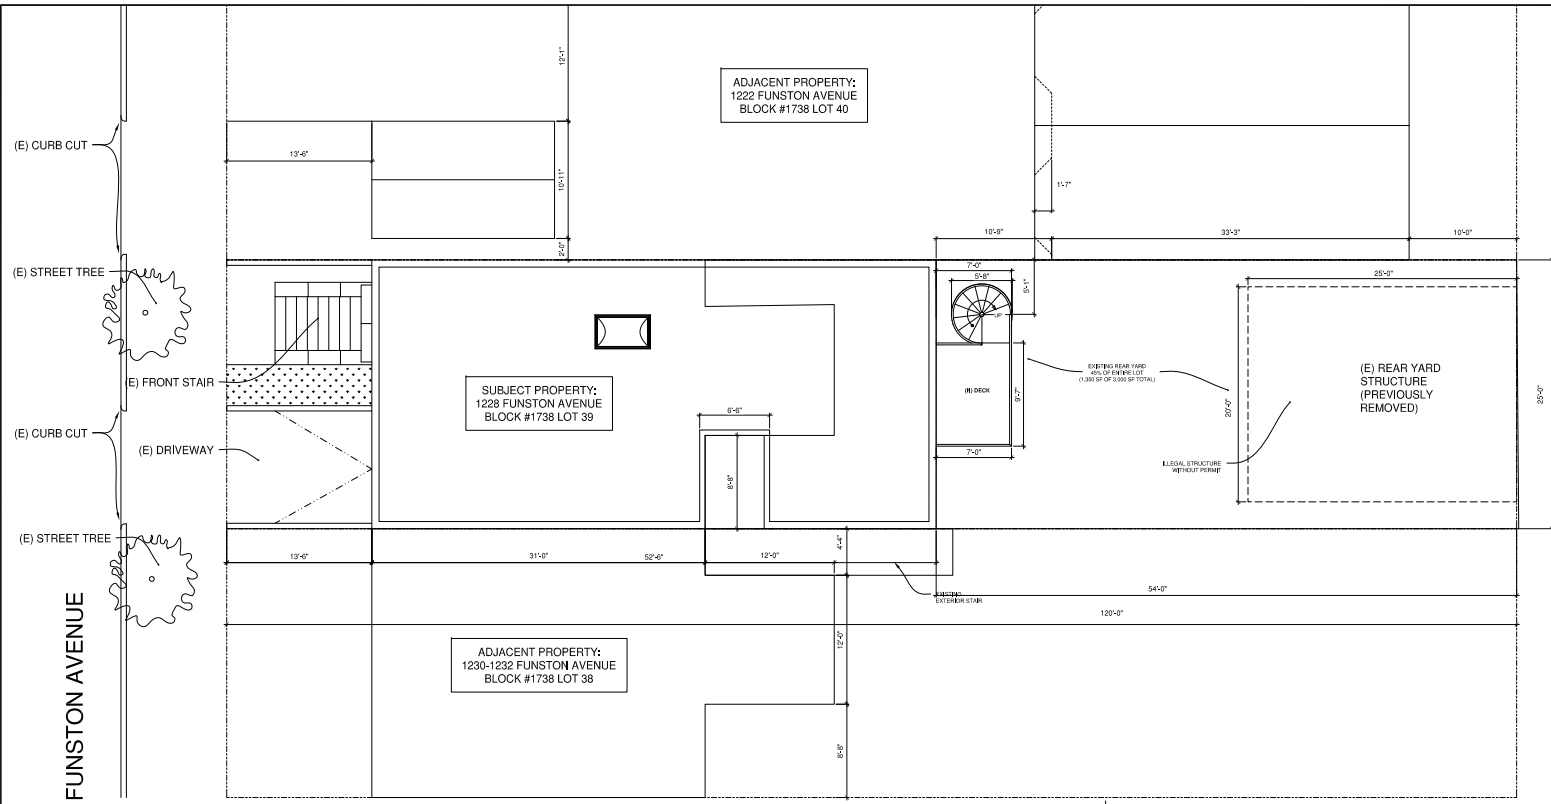 12'-1"
ADJACENT PROPERTY:
1222 FUNSTON AVENUE
BLOCK #1738 LOT 40
(E) CURB CUT
13'-6"
10'-11"
1'-7"
2'-0"
10'-9"
33'-3"
10'-0"
(E) STREET TREE
7'-0"
5'-8"
5'-1"
25'-0"
UP
(E) FRONT STAIR
SUBJECT PROPERTY:
1228 FUNSTON AVENUE
BLOCK #1738 LOT 39
EXISTING REAR YARD
45% OF ENTIRE LOT
(1,350 SF OF 3,000 SF TOTAL)
(E) REAR YARD
STRUCTURE
(PREVIOUSLY
REMOVED)
(N) DECK
9'-7"
20'-0"
25'-0"
6'-6"
(E) CURB CUT
(E) DRIVEWAY
7'-0"
ILLEGAL STRUCTURE
WITHOUT PERMIT
8'-8"
(E) STREET TREE
13'-6"
31'-0"
52'-6"
12'-0"
4'-4"
EXISTING
EXTERIOR STAIR
54'-0"
120'-0"
FUNSTON AVENUE
ADJACENT PROPERTY:
1230-1232 FUNSTON AVENUE
BLOCK #1738 LOT 38
12'-0"
8'-8"